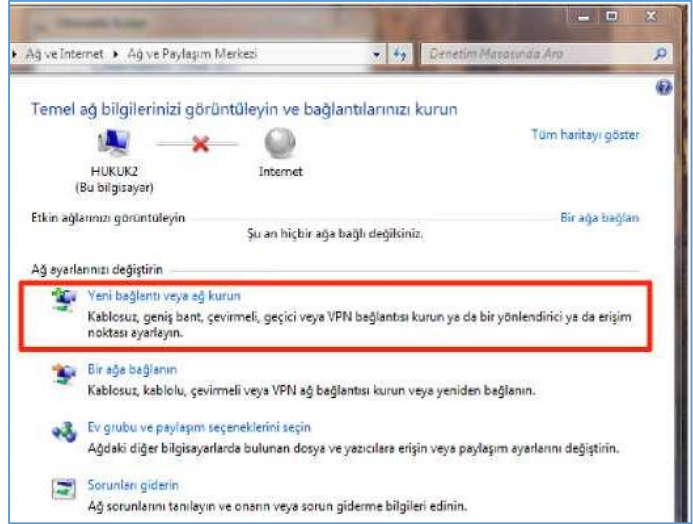 Ağ ve Internet ▸ Ağ ve Paylaşım Merkezi
Denetim Masasında Ara
Temel ağ bilgilerinizi görüntüleyin ve bağlantılarınızı kurun
Tüm haritayı göster
HUKUK2
(Bu bilgisayar)
Internet
Etkin ağlarınızı görüntüleyin
Bir ağa bağlan
Şu an hiçbir ağa bağlı değilsiniz.
Ağ ayarlarınızı değiştirin
Yeni bağlantı veya ağ kurun
Kablosuz, geniş bant, çevirmeli, geçici veya VPN bağlantısı kurun ya da bir yönlendirici ya da erişim
noktası ayarlayın.
Bir ağa bağlanın
Kablosuz, kablolu, çevirmeli veya VPN ağ bağlantısı kurun veya yeniden bağlanın.
Ev grubu ve paylaşım seçeneklerini seçin
Ağdaki diğer bilgisayarlarda bulunan dosya ve yazıcılara erişin veya paylaşım ayarlarını değiştirin.
Sorunları giderin
Ağ sorunlarını tanılayın ve onarın veya sorun giderme bilgileri edinin.